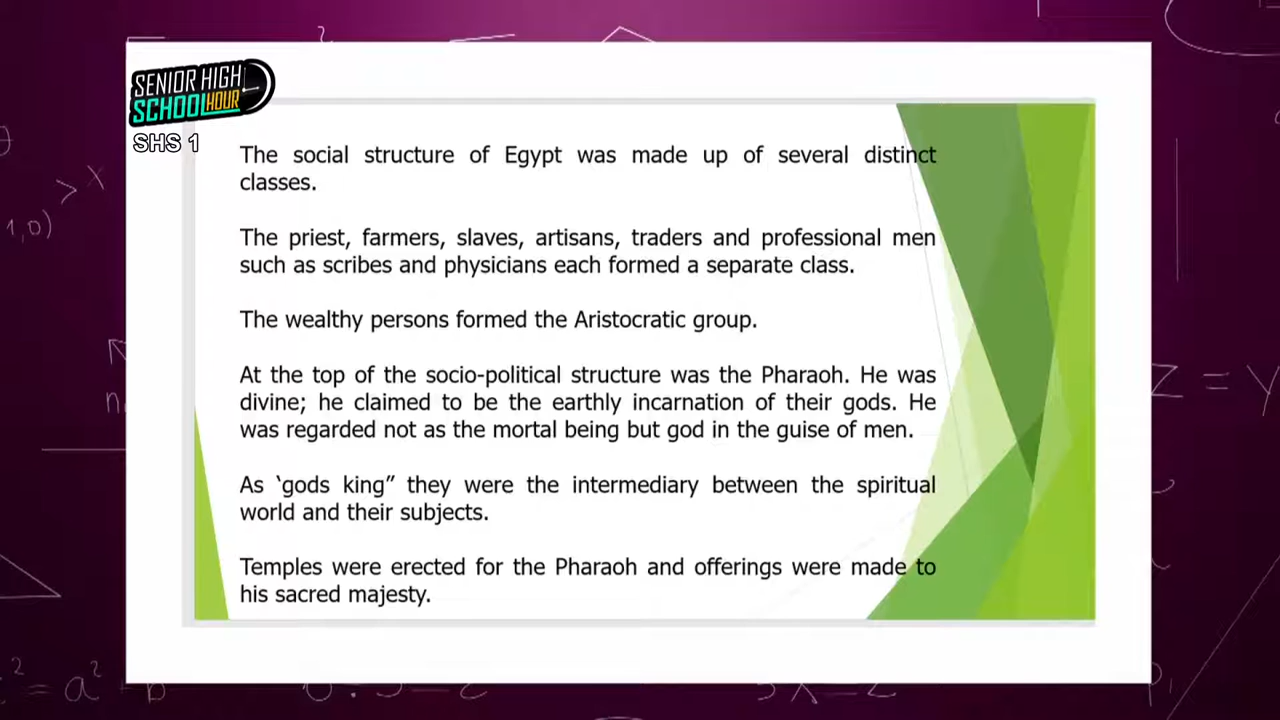 SENIOR HIGH
SCHOOL HOUR
SHS 1
The social structure of Egypt was made up of several distinct
classes.
The priest, farmers, slaves, artisans, traders and professional men
such as scribes and physicians each formed a separate class.
The wealthy persons formed the Aristocratic group.
At the top of the socio-political structure was the Pharaoh. He was
divine; he claimed to be the earthly incarnation of their gods. He
was regarded not as the mortal being but god in the guise of men.
As ‘gods king” they were the intermediary between the spiritual
world and their subjects.
Temples were erected for the Pharaoh and offerings were made to
his sacred majesty.
> x
1,0)
Z = Y